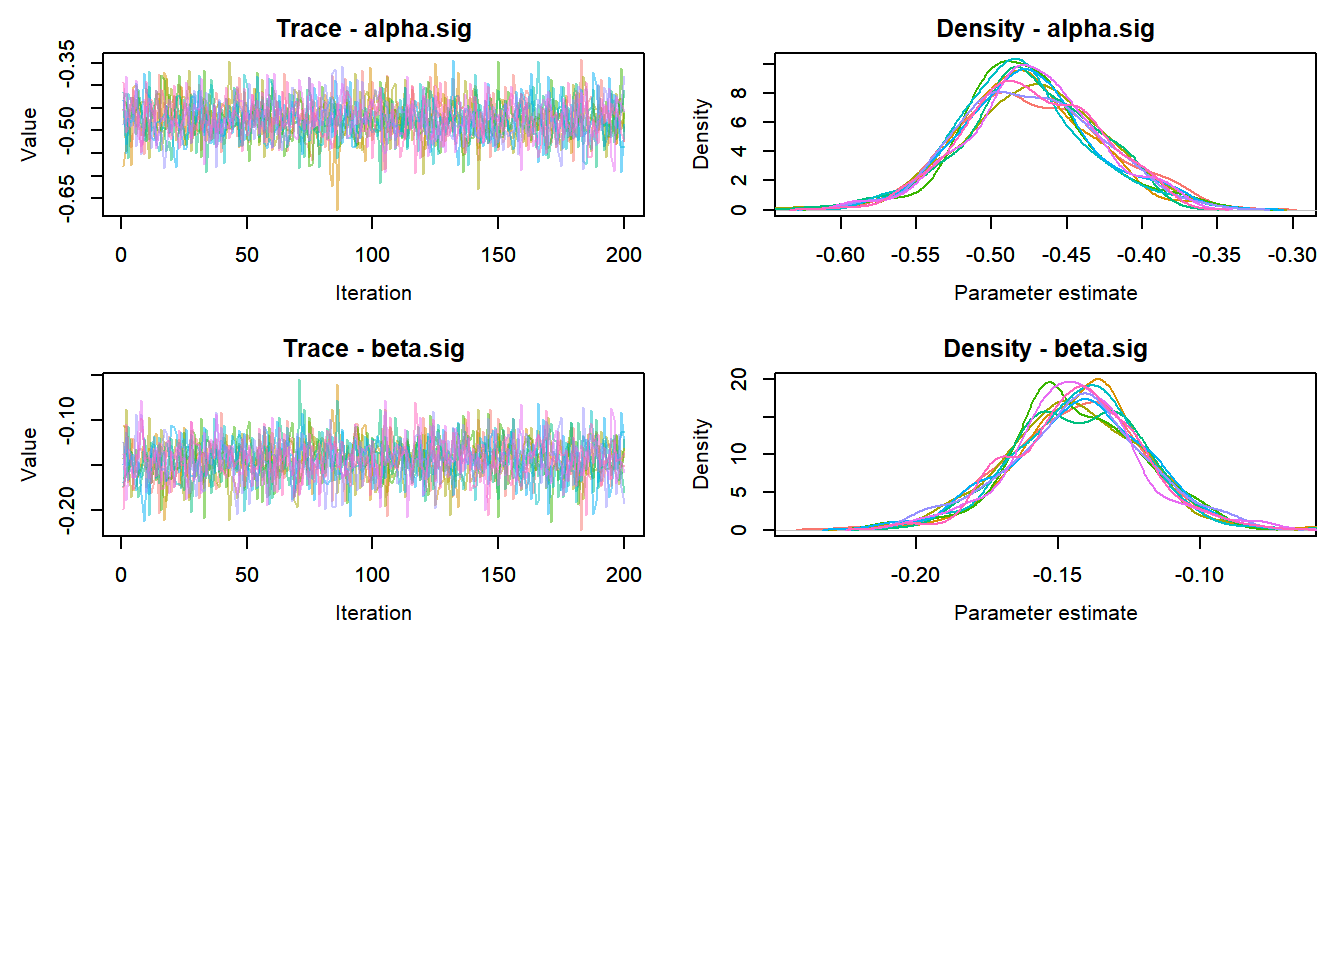 Trace - alpha.sig
Value
-0.35
-0.50
-0.65
0 50 100 150 200
Iteration
Density - alpha.sig
Density
8
6
4
2
0
-0.60 -0.55 -0.50 -0.45 -0.40 -0.35 -0.30
Parameter estimate
Trace - beta.sig
Value
-0.10
-0.20
0 50 100 150 200
Iteration
Density - beta.sig
Density
20
10
5
0
-0.20 -0.15 -0.10
Parameter estimate